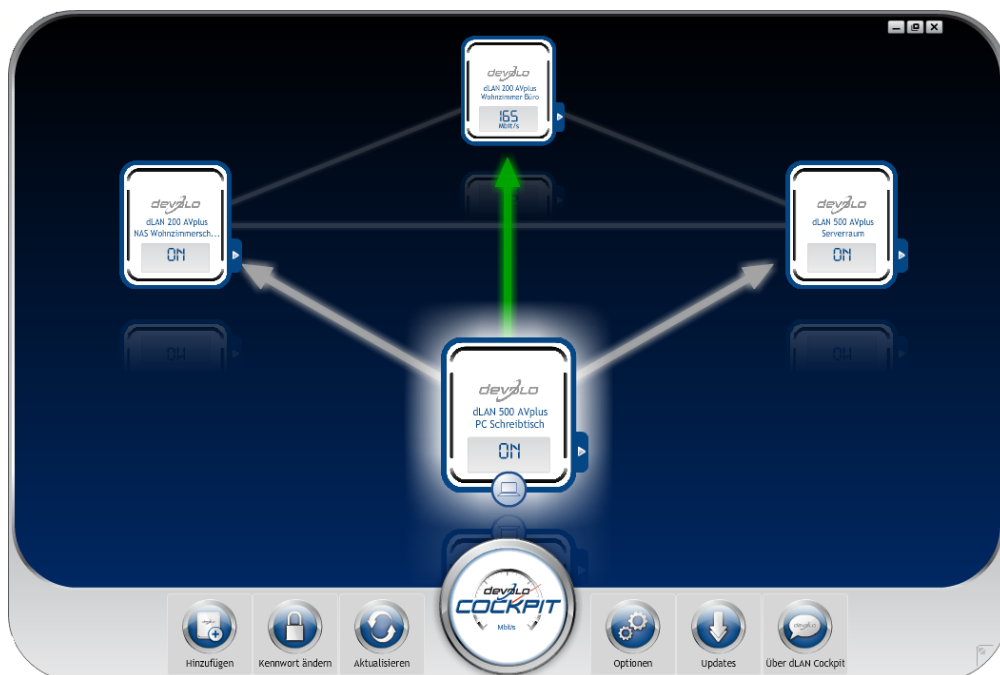 devolo
dLAN 200 AVplus
Wohnzimmer Büro
165
MBit/s
devolo
dLAN 200 AVplus
NAS Wohnzimmersch...
ON
devolo
dLAN 500 AVplus
Serverraum
ON
devolo
dLAN 500 AVplus
PC Schreibtisch
ON
devolo
COCKPIT
Mbit/s
Hinzufügen
Kennwort ändern
Aktualisieren
Optionen
Updates
Über dLAN Cockpit